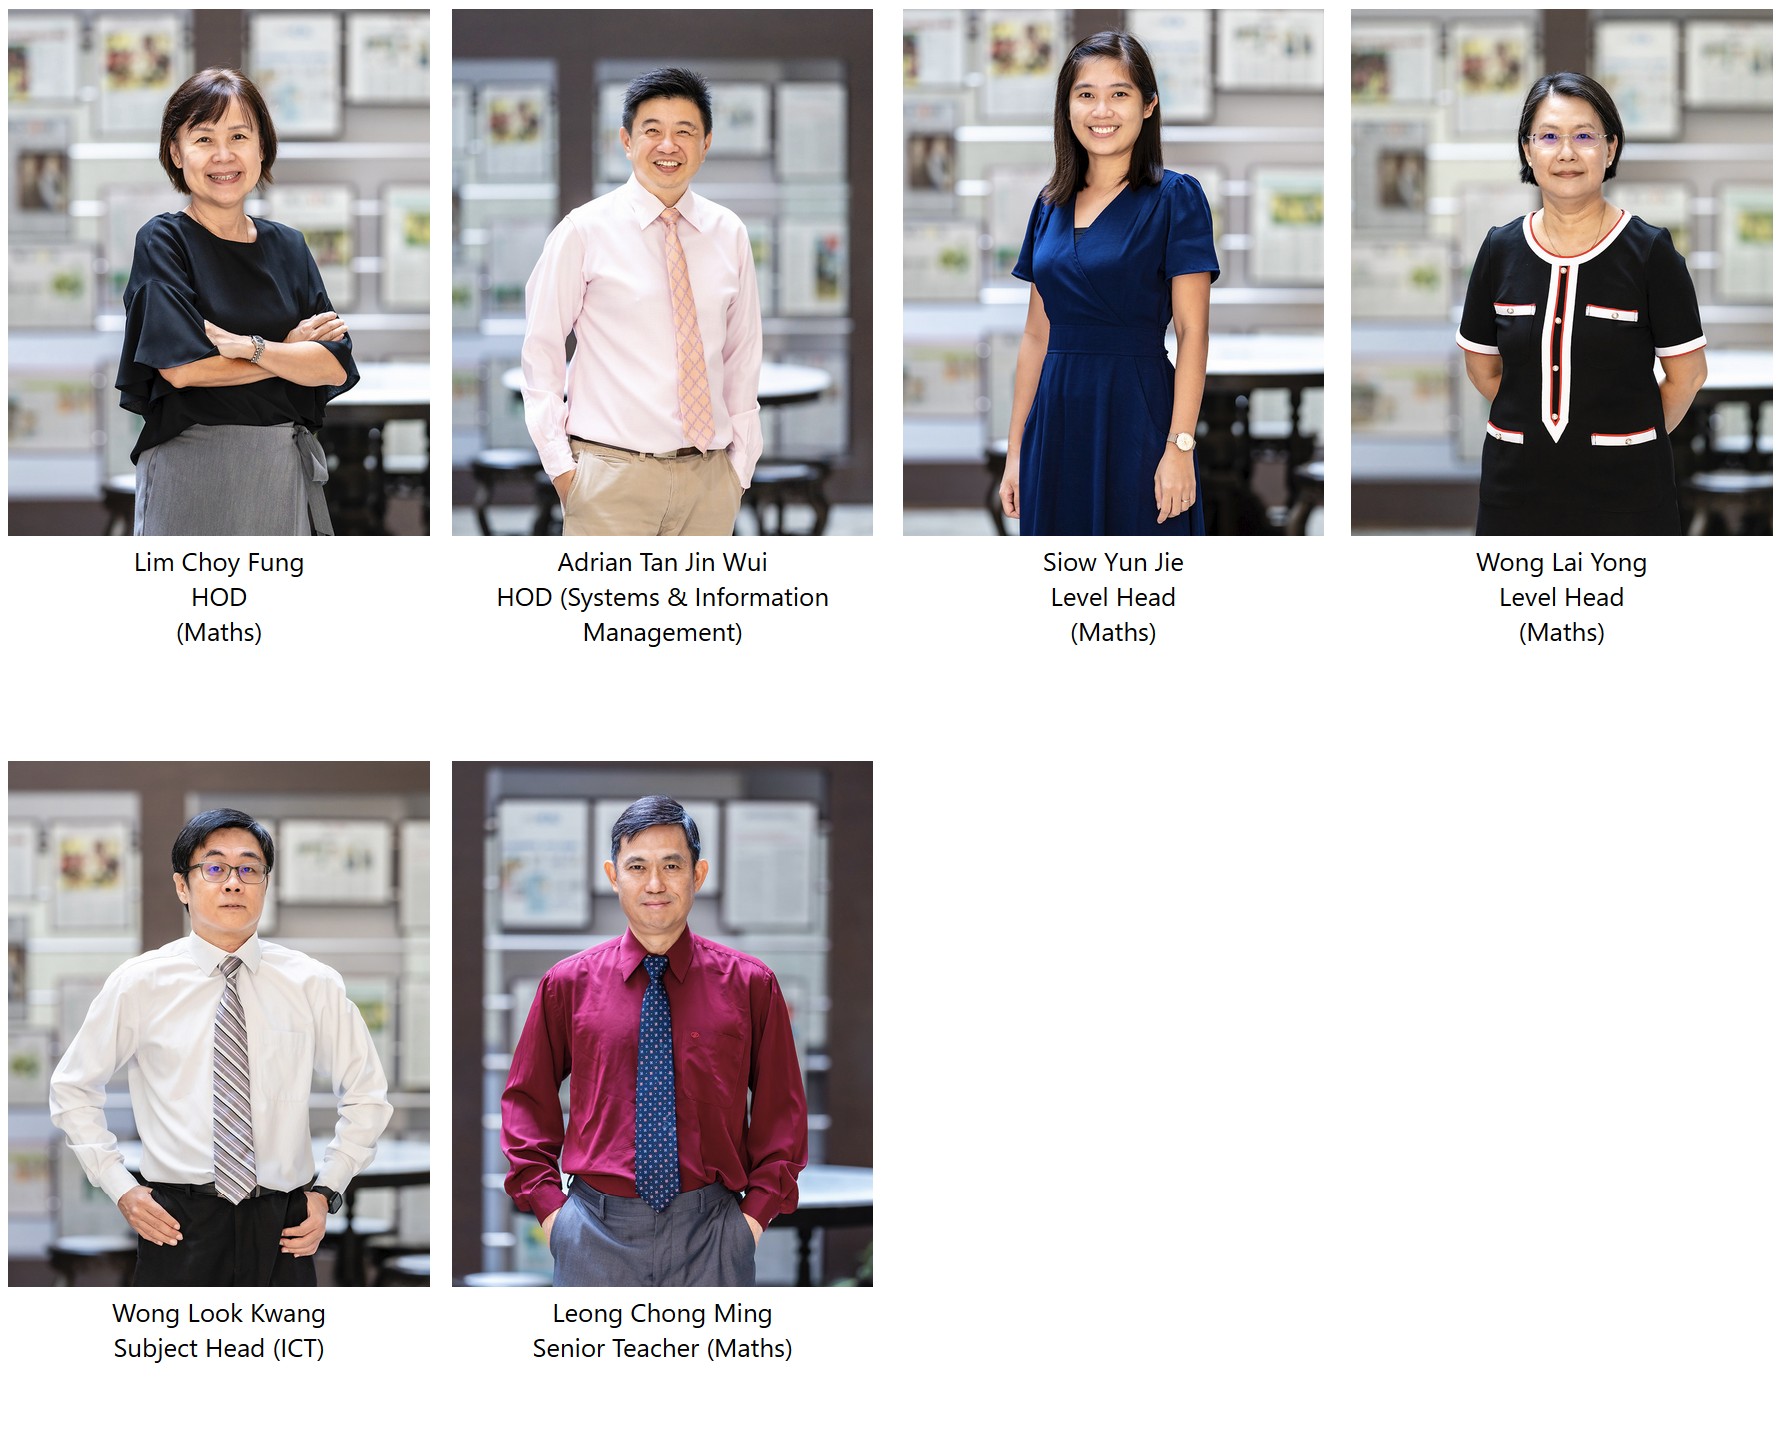 Lim Choy Fung
HOD
(Maths)
Adrian Tan Jin Wui
HOD (Systems & Information
Management)
Siow Yun Jie
Level Head
(Maths)
Wong Lai Yong
Level Head
(Maths)
Wong Look Kwang
Subject Head (ICT)
Leong Chong Ming
Senior Teacher (Maths)